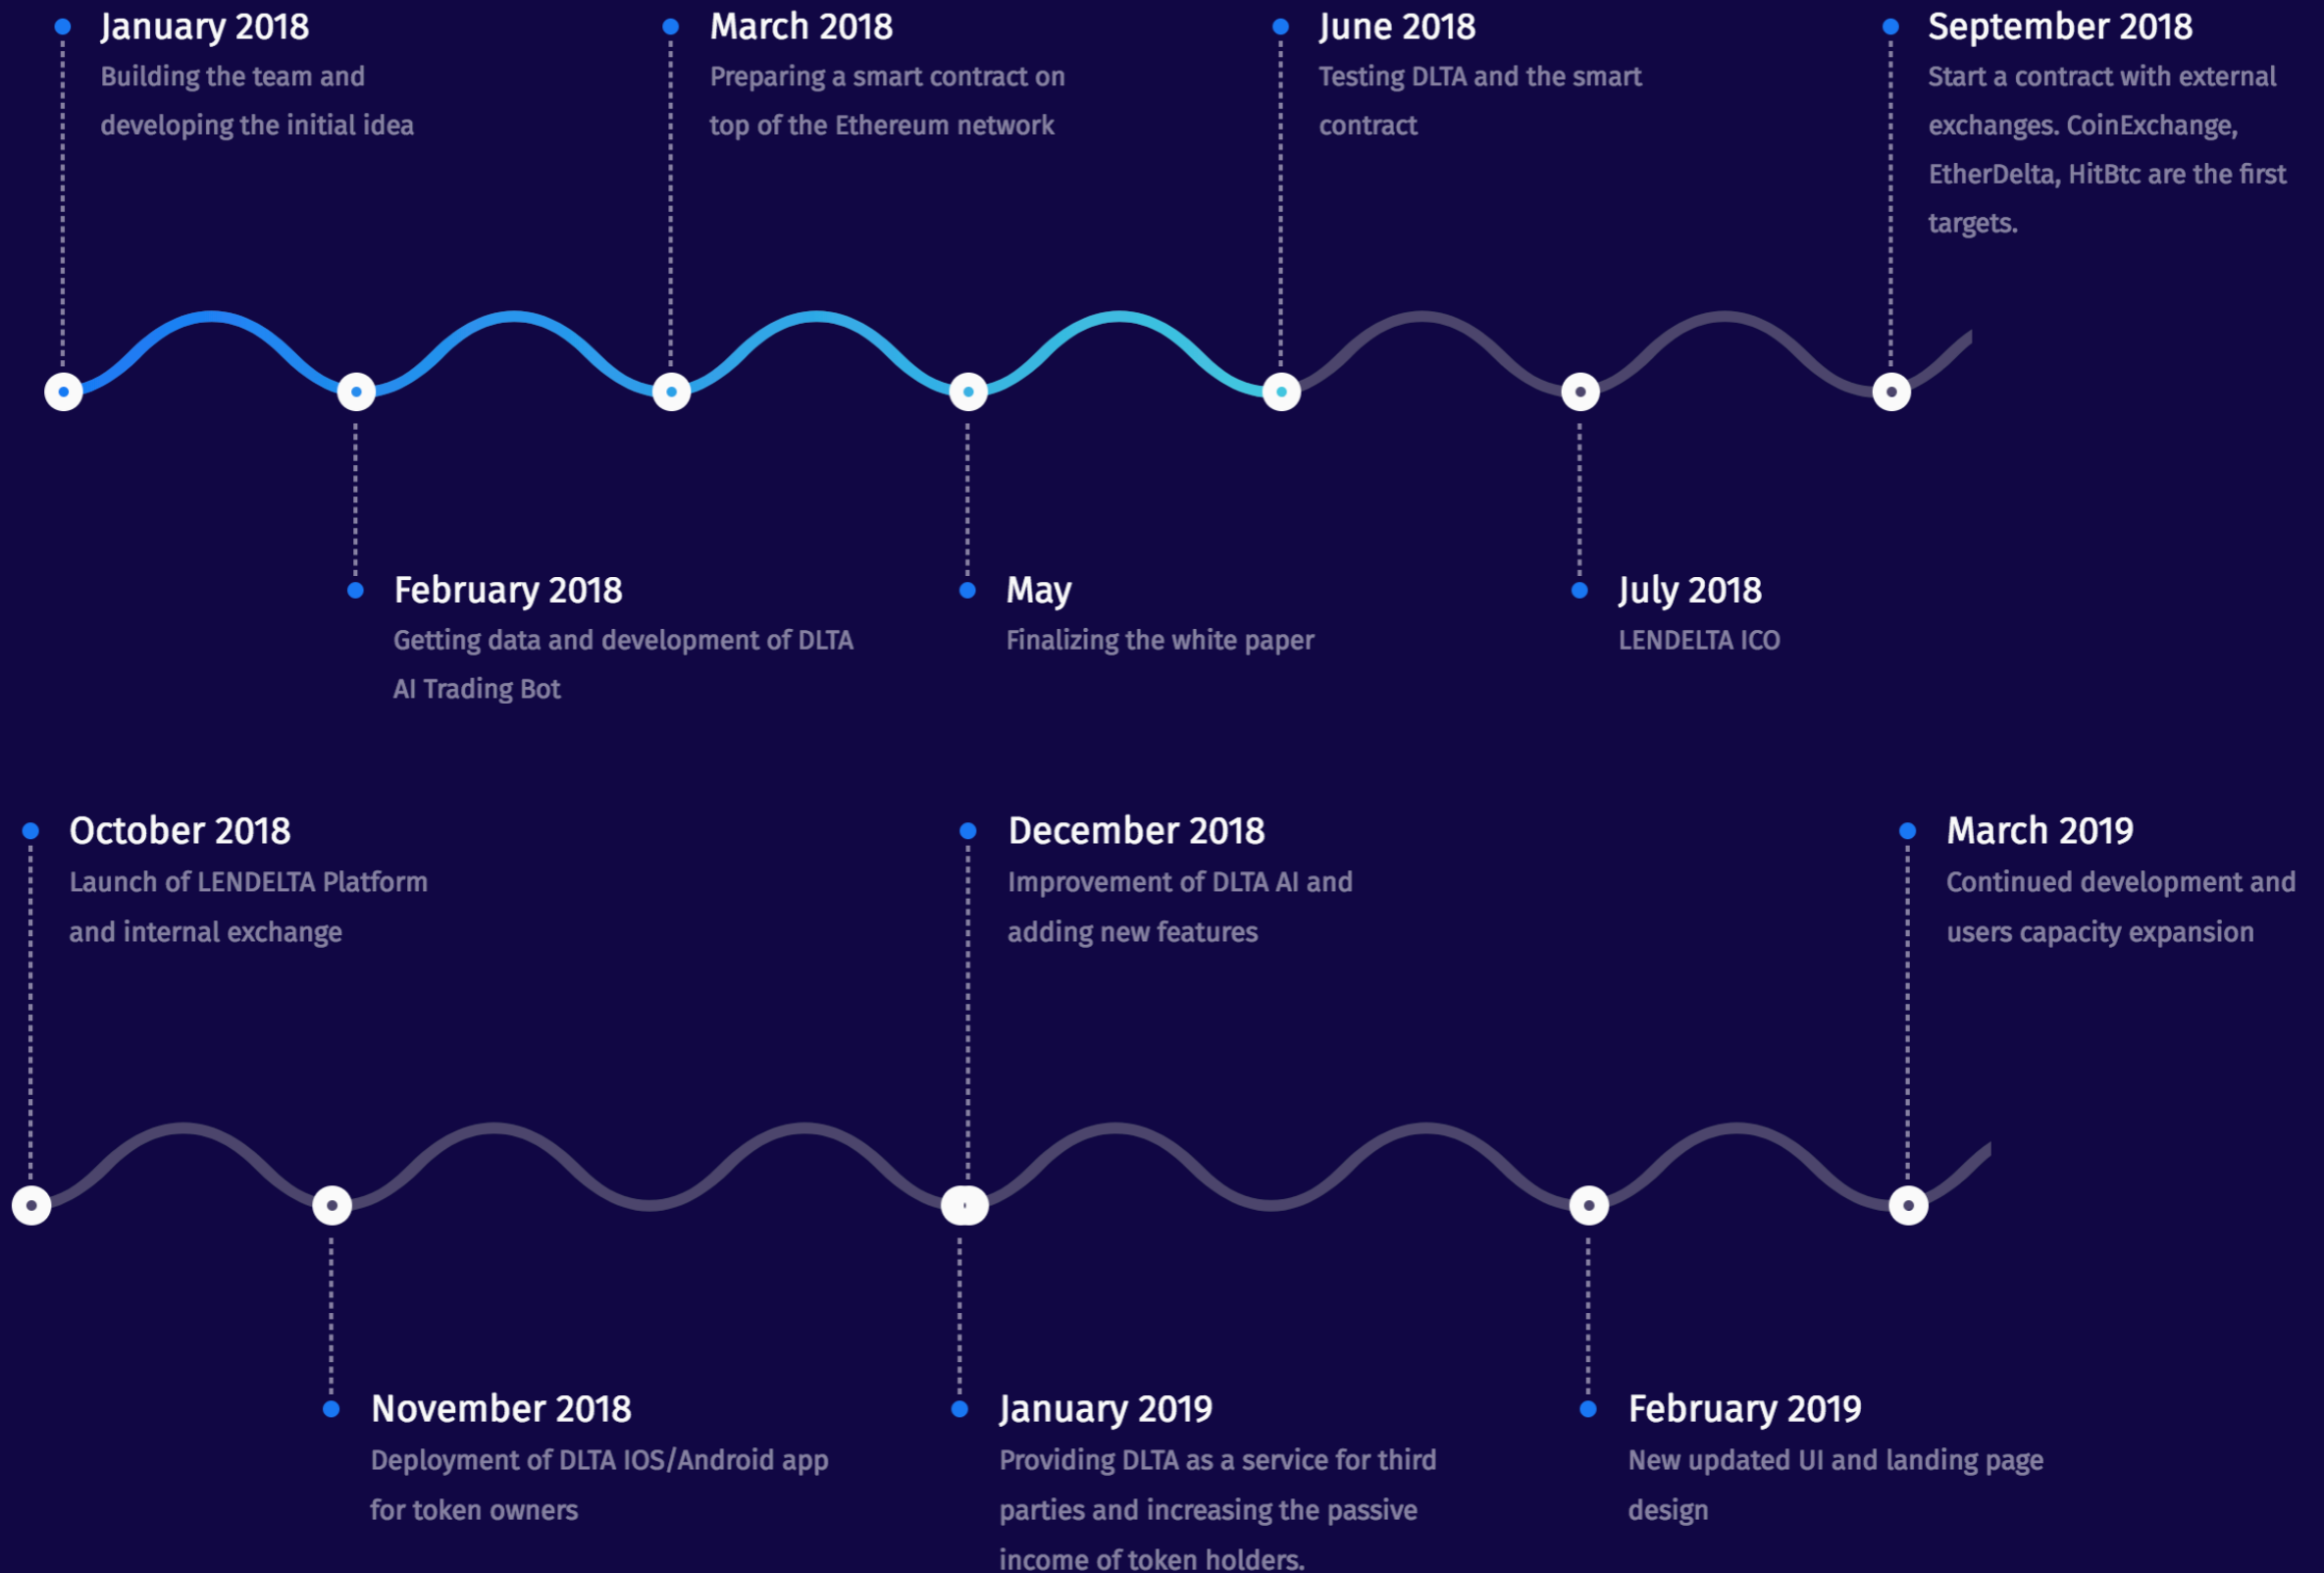 January 2018
Building the team and
developing the initial idea
March 2018
Preparing a smart contract on
top of the Ethereum network
June 2018
Testing DLTA and the smart
contract
September 2018
Start a contract with external
exchanges. CoinExchange,
EtherDelta, HitBtc are the first
targets.
February 2018
Getting data and development of DLTA
AI Trading Bot
May
Finalizing the white paper
July 2018
LENDELTA ICO
October 2018
Launch of LENDELTA Platform
and internal exchange
December 2018
Improvement of DLTA AI and
adding new features
March 2019
Continued development and
users capacity expansion
November 2018
Deployment of DLTA IOS/Android app
for token owners
January 2019
Providing DLTA as a service for third
parties and increasing the passive
income of token holders.
February 2019
New updated UI and landing page
design